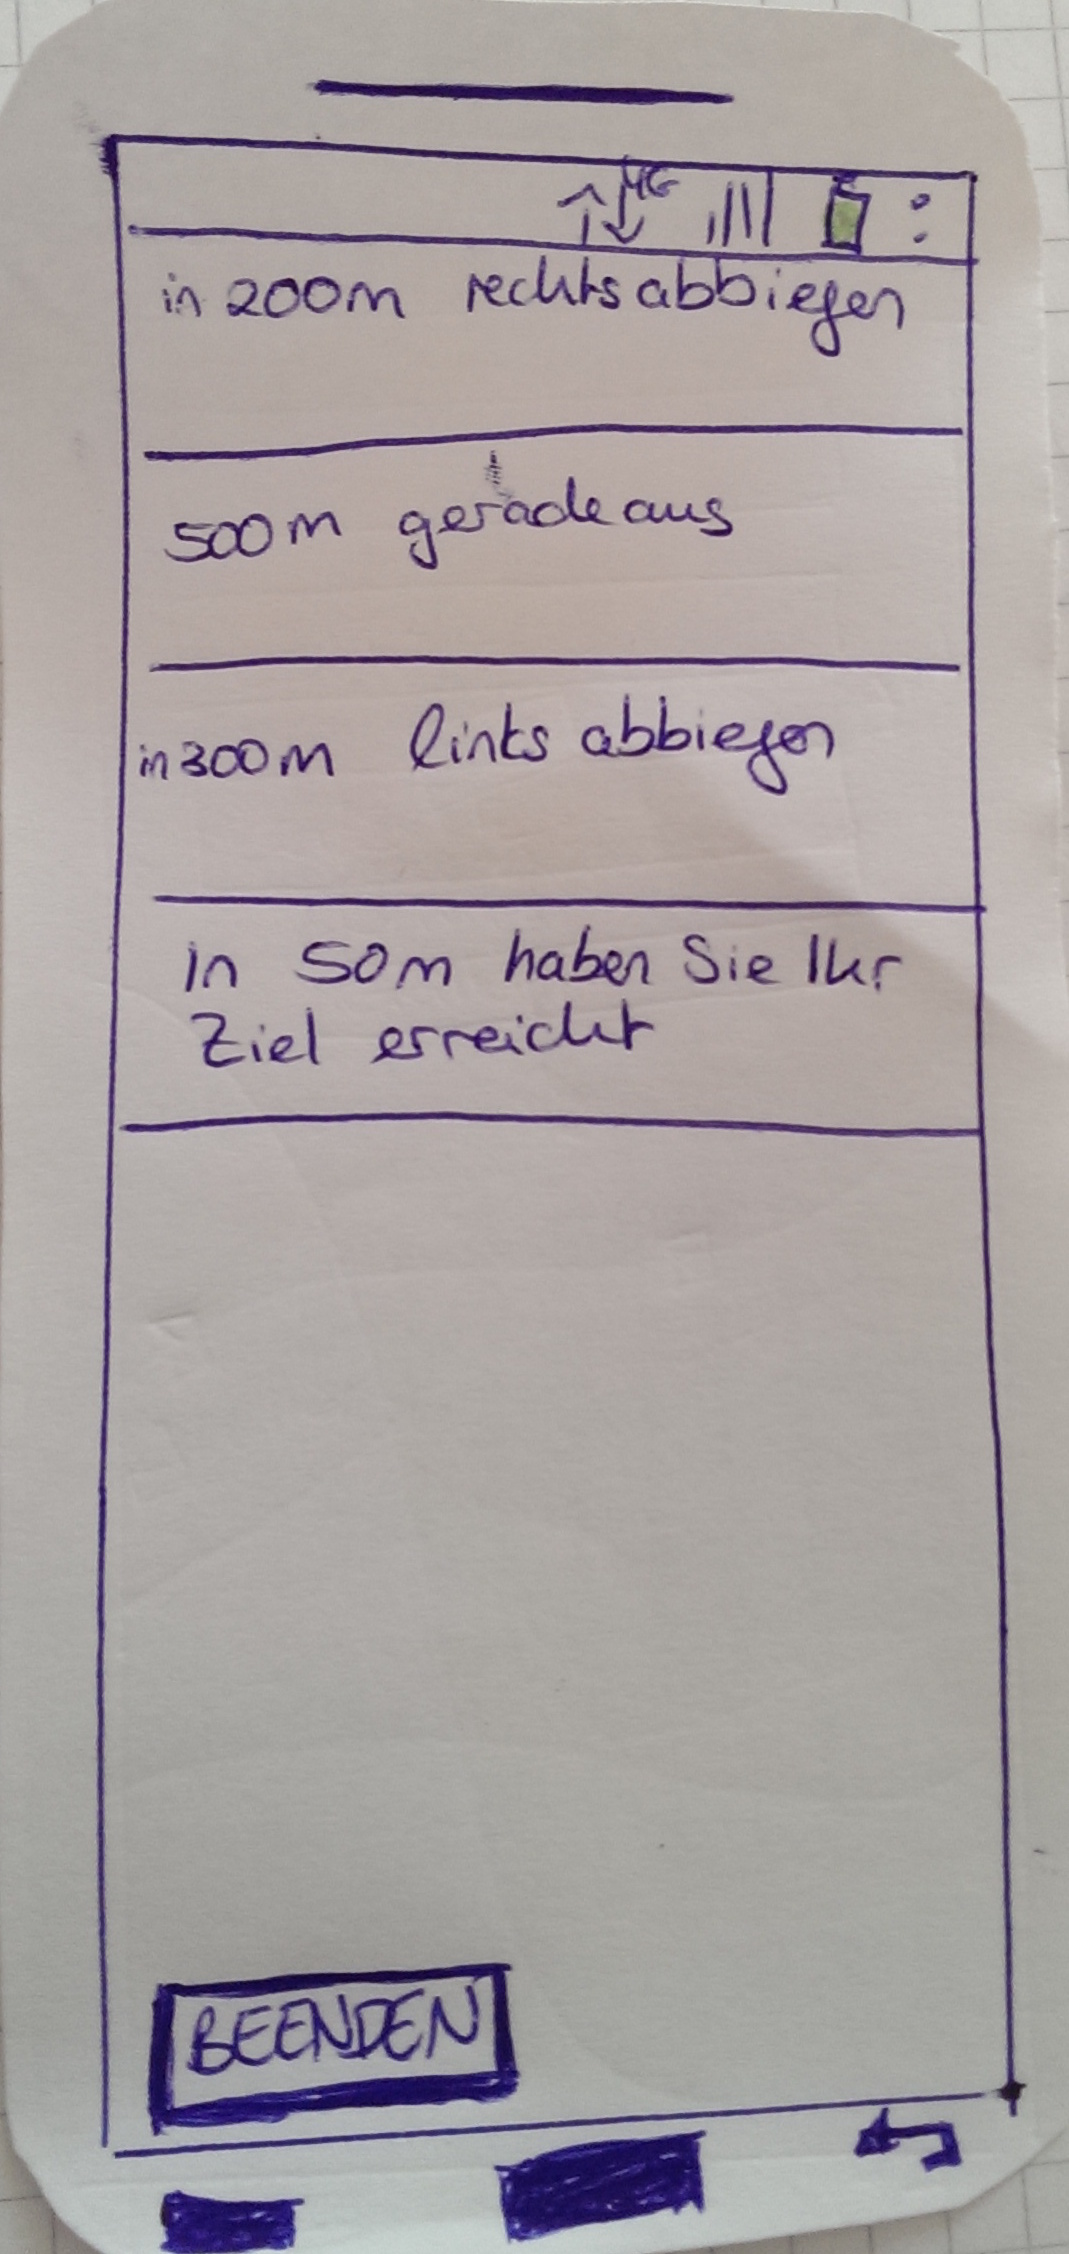 4G
in 200m rechts abbiegen
500m geradeaus
in 300m links abbiegen
In 50m haben Sie Ihr
Ziel erreicht
BEENDEN